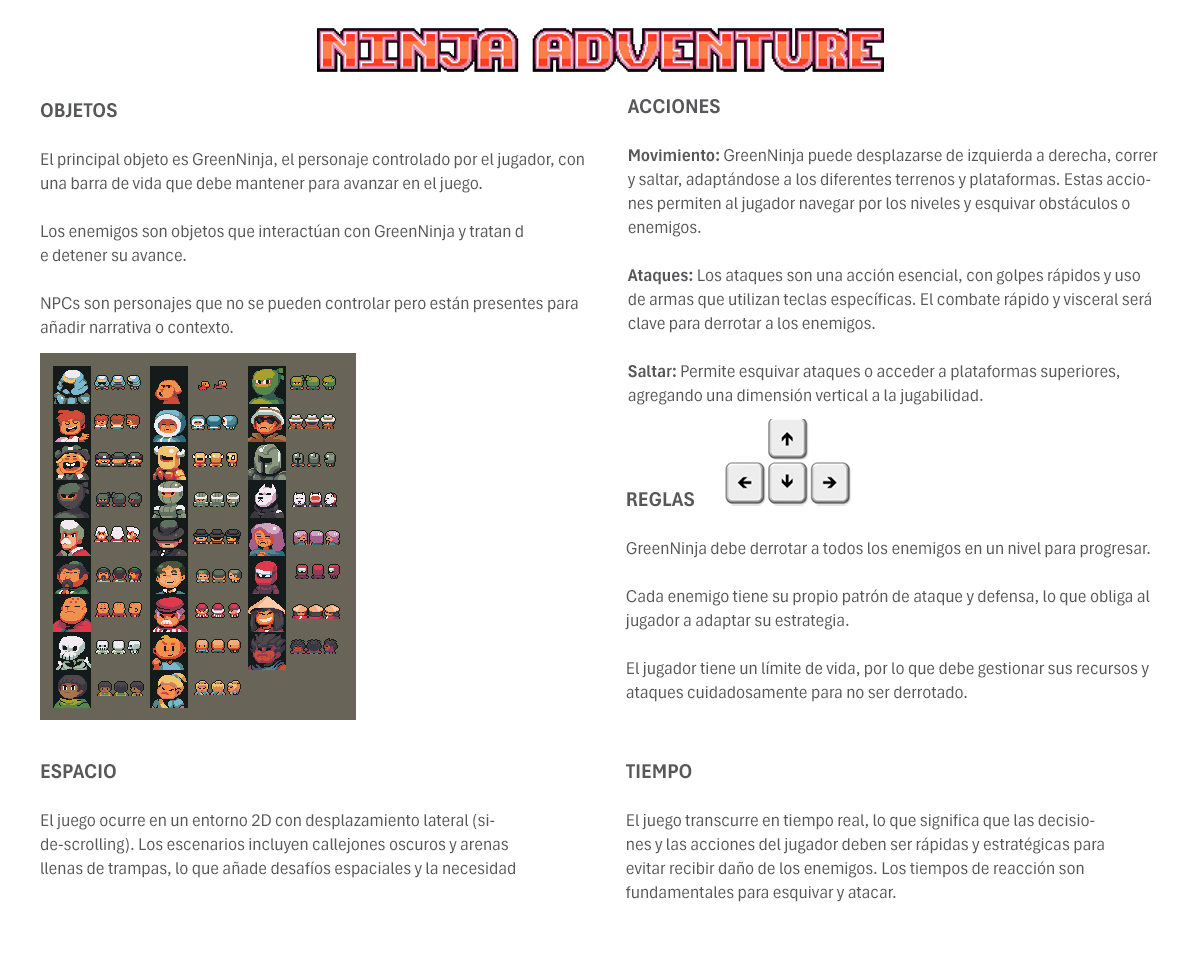 NINJA ADVENTURE
OBJETOS
El principal objeto es GreenNinja, el personaje controlado por el jugador, con
una barra de vida que debe mantener para avanzar en el juego.
Los enemigos son objetos que interactúan con GreenNinja y tratan d
e detener su avance.
NPCs son personajes que no se pueden controlar pero están presentes para
añadir narrativa o contexto.
ACCIONES
Movimiento: GreenNinja puede desplazarse de izquierda a derecha, correr
y saltar, adaptándose a los diferentes terrenos y plataformas. Estas accio-
nes permiten al jugador navegar por los niveles y esquivar obstáculos o
enemigos.
Ataques: Los ataques son una acción esencial, con golpes rápidos y uso
de armas que utilizan teclas específicas. El combate rápido y visceral será
clave para derrotar a los enemigos.
Saltar: Permite esquivar ataques o acceder a plataformas superiores,
agregando una dimensión vertical a la jugabilidad.
REGLAS
GreenNinja debe derrotar a todos los enemigos en un nivel para progresar.
Cada enemigo tiene su propio patrón de ataque y defensa, lo que obliga al
jugador a adaptar su estrategia.
El jugador tiene un límite de vida, por lo que debe gestionar sus recursos y
ataques cuidadosamente para no ser derrotado.
ESPACIO
El juego ocurre en un entorno 2D con desplazamiento lateral (si-
de-scrolling). Los escenarios incluyen callejones oscuros y arenas
llenas de trampas, lo que añade desafíos espaciales y la necesidad
TIEMPO
El juego transcurre en tiempo real, lo que significa que las decisio-
nes y las acciones del jugador deben ser rápidas y estratégicas para
evitar recibir daño de los enemigos. Los tiempos de reacción son
fundamentales para esquivar y atacar.